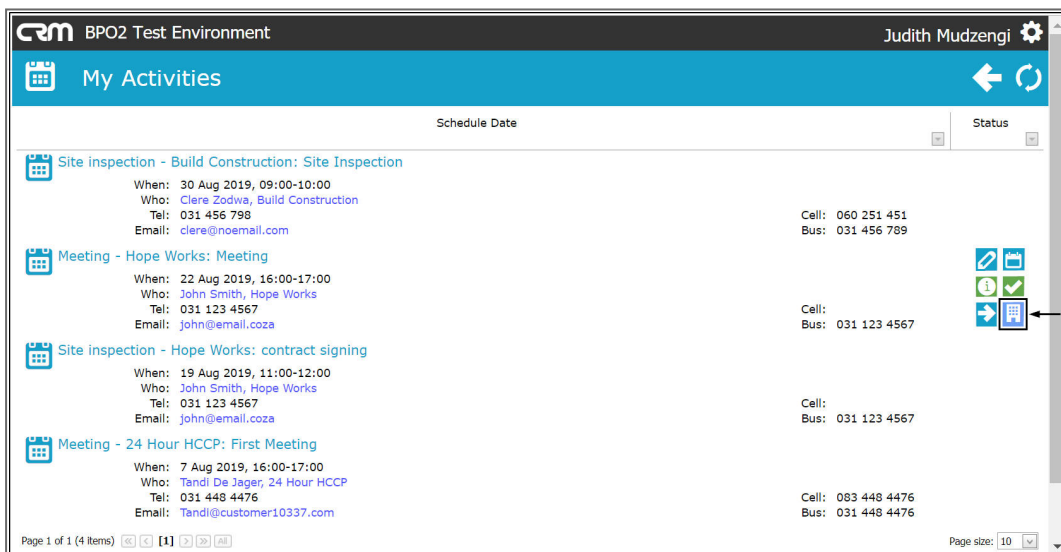 CRM BPO2 Test Environment Judith Mudzengi
My Activities
Schedule Date Status
Site inspection - Build Construction: Site Inspection
When: 30 Aug 2019, 09:00-10:00
Who: Clere Zodwa, Build Construction
Tel: 031 456 798 Cell: 060 251 451
Email: clere@noemail.com Bus: 031 456 789
Meeting - Hope Works: Meeting
When: 22 Aug 2019, 16:00-17:00
Who: John Smith, Hope Works
Tel: 031 123 4567 Cell:
Email: john@email.coza Bus: 031 123 4567
Site inspection - Hope Works: contract signing
When: 19 Aug 2019, 11:00-12:00
Who: John Smith, Hope Works
Tel: 031 123 4567 Cell:
Email: john@email.coza Bus: 031 123 4567
Meeting - 24 Hour HCCP: First Meeting
When: 7 Aug 2019, 16:00-17:00
Who: Tandi De Jager, 24 Hour HCCP
Tel: 031 448 4476 Cell: 083 448 4476
Email: Tandi@customer10337.com Bus: 031 448 4476
Page 1 of 1 (4 items) [1] All Page size: 10